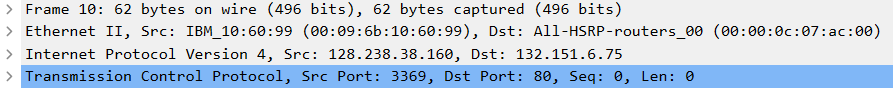 Frame 10: 62 bytes on wire (496 bits), 62 bytes captured (496 bits)
Ethernet II, Src: IBM_10:60:99 (00:09:6b:10:60:99), Dst: All-HSRP-routers_00 (00:00:0c:07:ac:00)
Internet Protocol Version 4, Src: 128.238.38.160, Dst: 132.151.6.75
Transmission Control Protocol, Src Port: 3369, Dst Port: 80, Seq: 0, Len: 0